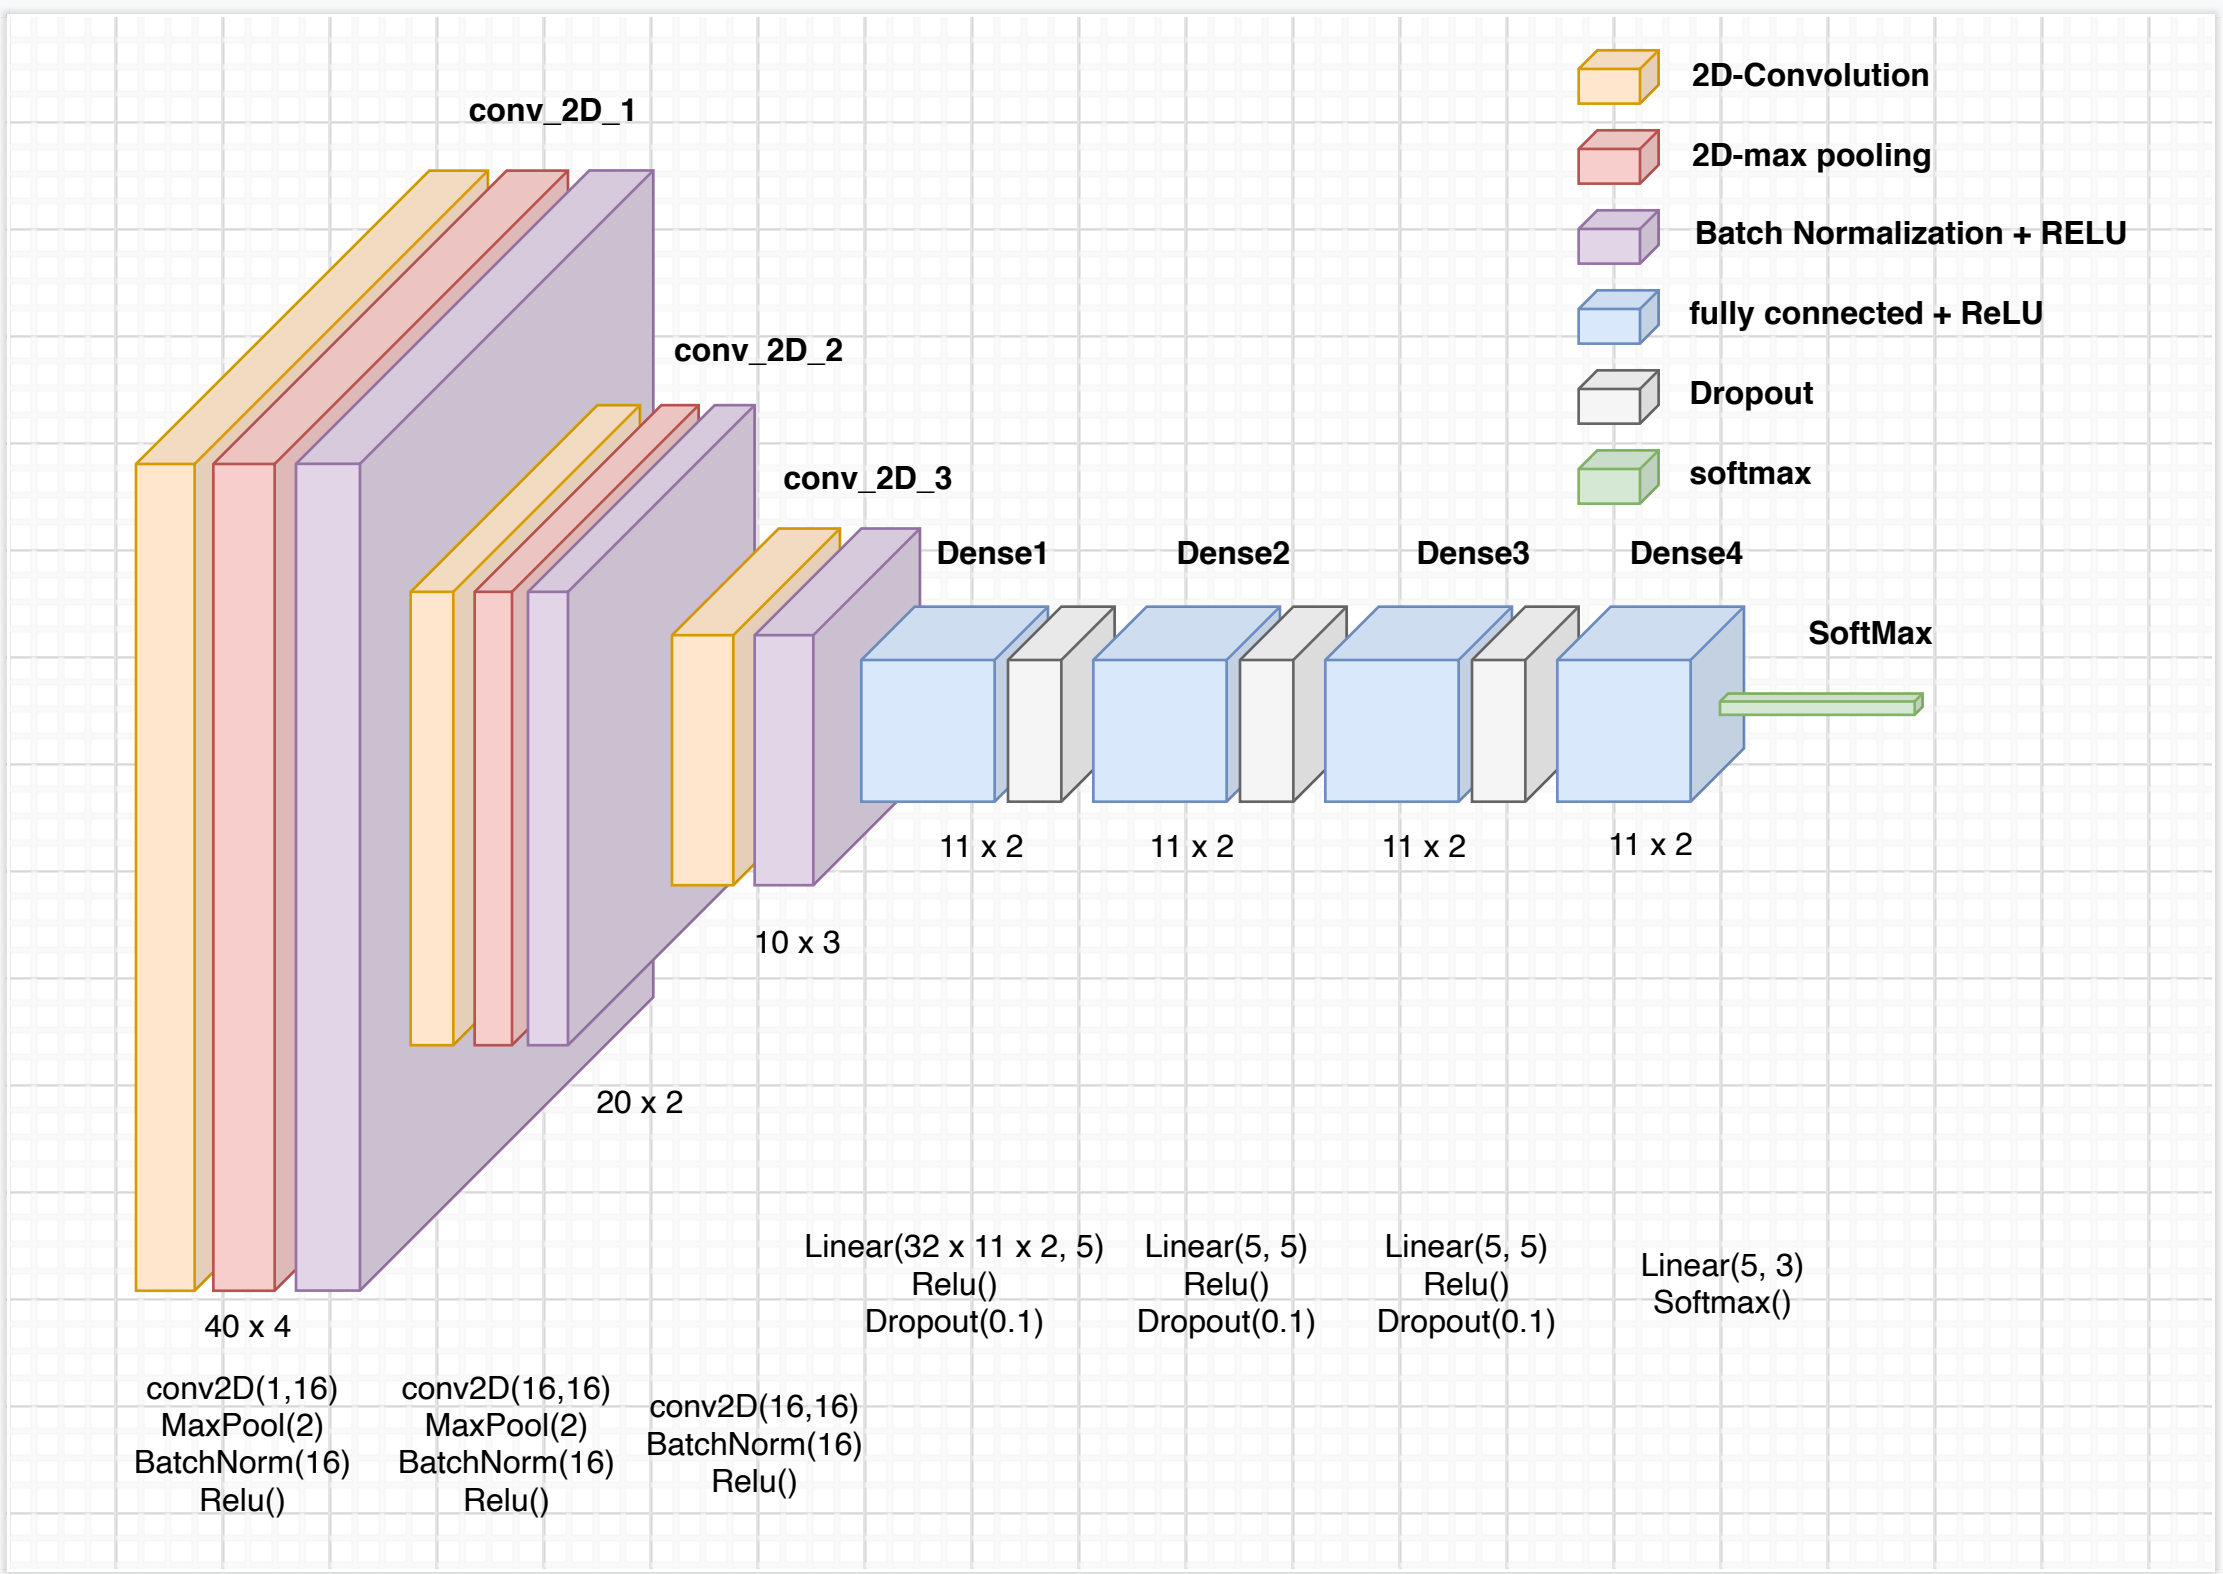 2D-Convolution
2D-max pooling
Batch Normalization + RELU
fully connected + ReLU
Dropout
softmax
conv_2D_1
conv_2D_2
conv_2D_3
Dense1
Dense2
Dense3
Dense4
SoftMax
11 x 2
11 x 2
11 x 2
11 x 2
10 x 3
20 x 2
40 x 4
Linear(32 x 11 x 2, 5)
Relu()
Dropout(0.1)
Linear(5, 5)
Relu()
Dropout(0.1)
Linear(5, 5)
Relu()
Dropout(0.1)
Linear(5, 3)
Softmax()
conv2D(1,16)
MaxPool(2)
BatchNorm(16)
Relu()
conv2D(16,16)
MaxPool(2)
BatchNorm(16)
Relu()
conv2D(16,16)
BatchNorm(16)
Relu()